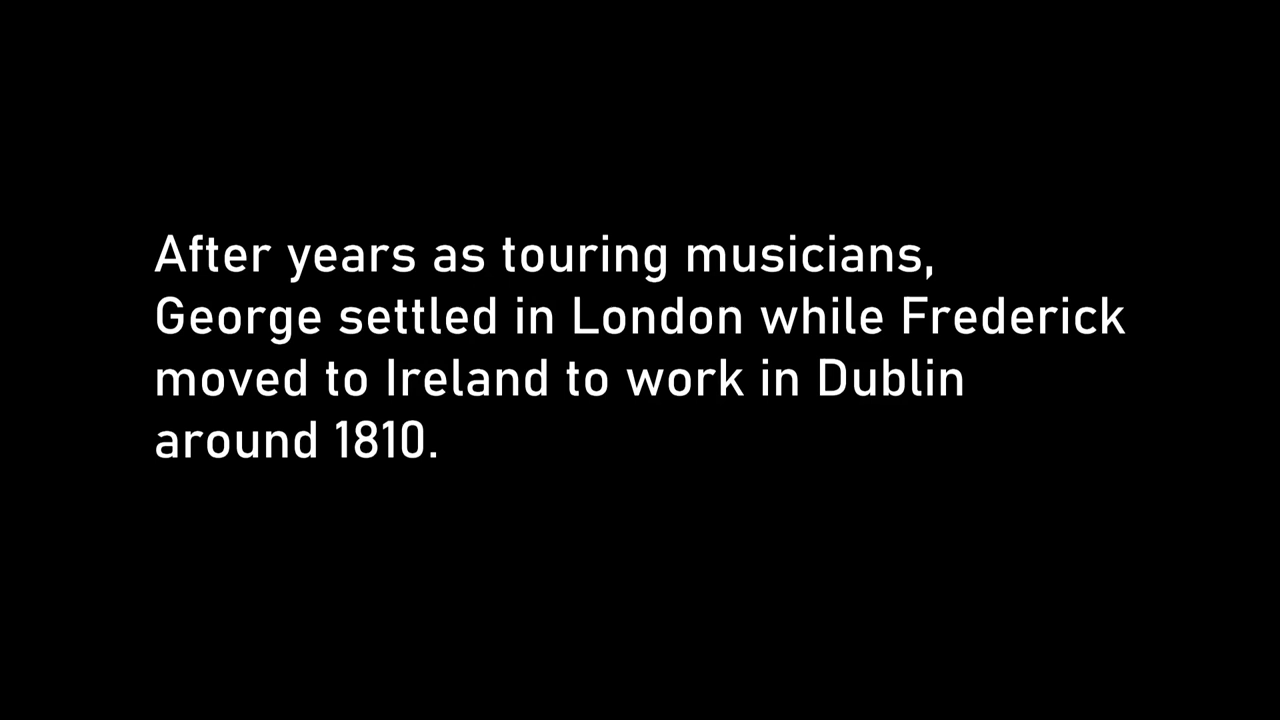 After years as touring musicians,
George settled in London while Frederick
moved to Ireland to work in Dublin
around 1810.